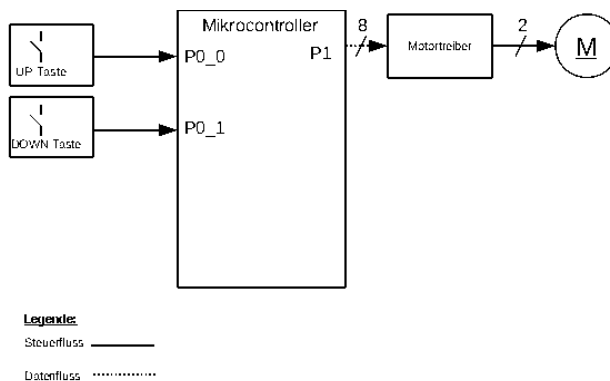 Mikrocontroller
UP Taste
P0_0
P1
8
Motortreiber
2
M
DOWN Taste
P0_1
Legende:
Steuerfluss
Datenfluss